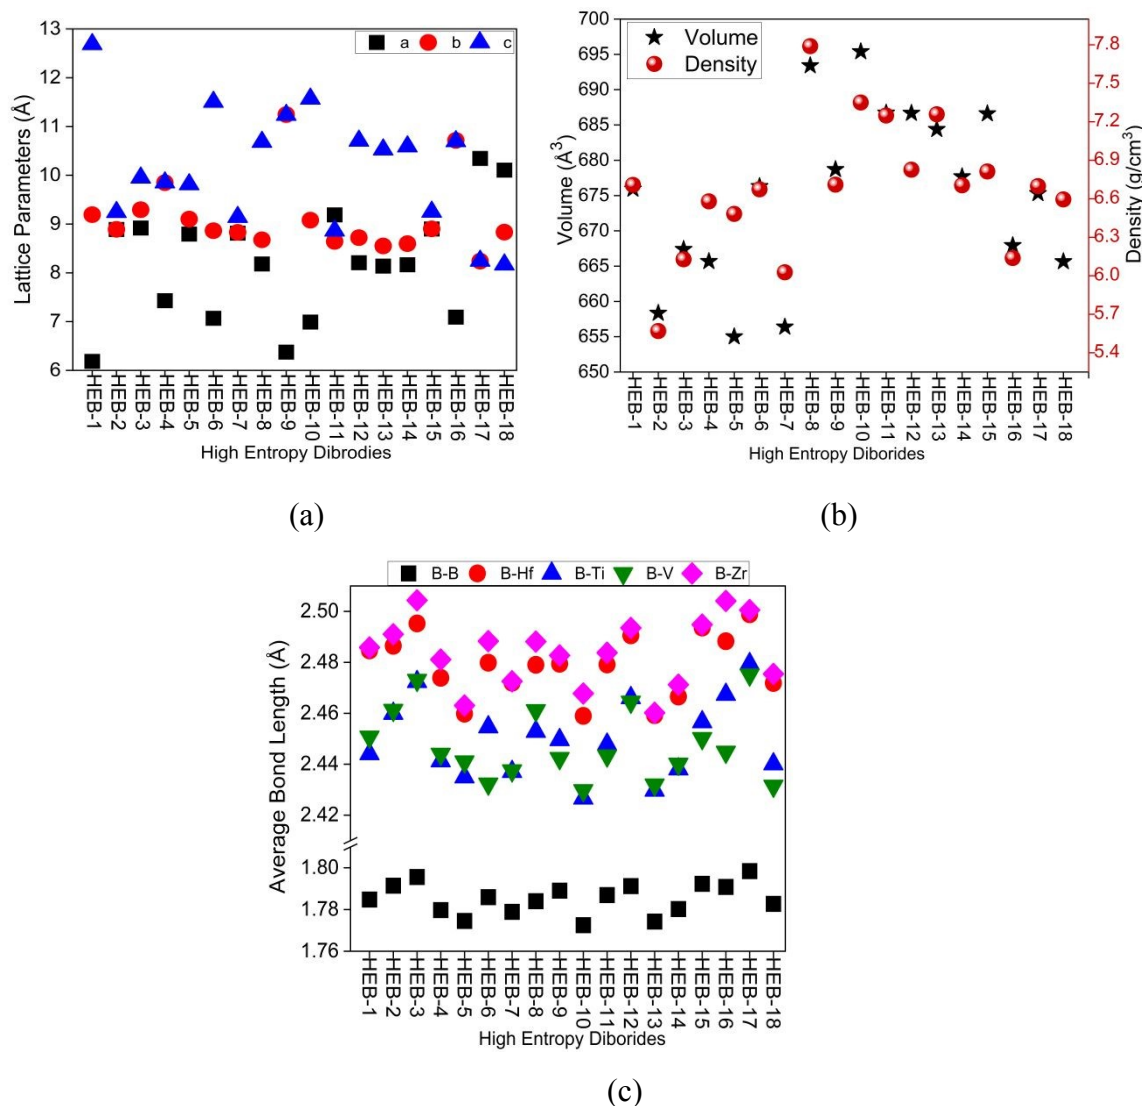 a b c
Lattice Parameters (Å)
13
12
11
10
9
8
7
6
HEB-1
HEB-2
HEB-3
HEB-4
HEB-5
HEB-6
HEB-7
HEB-8
HEB-9
HEB-10
HEB-11
HEB-12
HEB-13
HEB-14
HEB-15
HEB-16
HEB-17
HEB-18
High Entropy Dibrodies
(a)
Volume
Density
Volume (Å³)
700
695
690
685
680
675
670
665
660
655
650
7.8
7.5
7.2
6.9
6.6
6.3
6.0
5.7
5.4
Density (g/cm³)
HEB-1
HEB-2
HEB-3
HEB-4
HEB-5
HEB-6
HEB-7
HEB-8
HEB-9
HEB-10
HEB-11
HEB-12
HEB-13
HEB-14
HEB-15
HEB-16
HEB-17
HEB-18
High Entropy Diborides
(b)
B-B B-Hf B-Ti B-V B-Zr
Average Bond Length (Å)
2.50
2.48
2.46
2.44
2.42
1.80
1.78
1.76
HEB-1
HEB-2
HEB-3
HEB-4
HEB-5
HEB-6
HEB-7
HEB-8
HEB-9
HEB-10
HEB-11
HEB-12
HEB-13
HEB-14
HEB-15
HEB-16
HEB-17
HEB-18
High Entropy Diborides
(c)